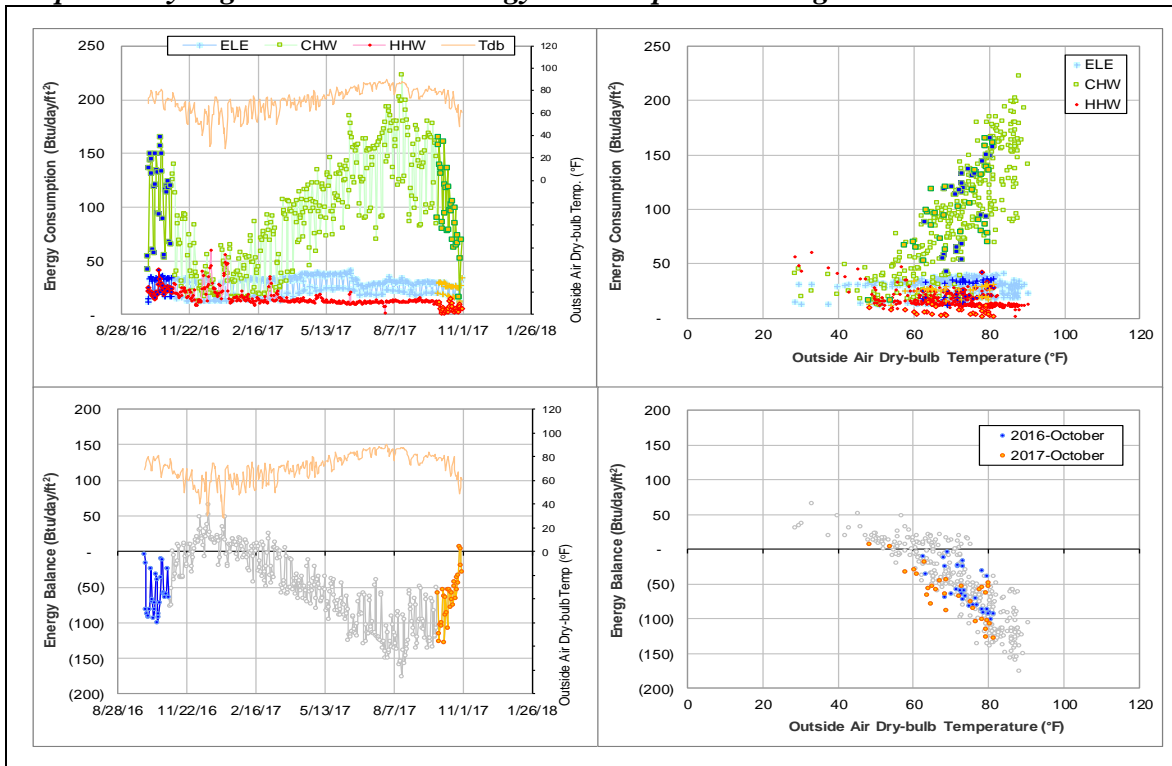 ELE CHW HHW Tdb
Energy Consumption (Btu/day/ft²)
250
200
150
100
50
-
120
100
80
60
40
20
0
Outside Air Dry-bulb Temp. (°F)
8/28/16 11/22/16 2/16/17 5/13/17 8/7/17 11/1/17 1/26/18
Energy Consumption (Btu/day/ft²)
250
200
150
100
50
-
ELE
CHW
HHW
0 20 40 60 80 100 120
Outside Air Dry-bulb Temperature (°F)
Energy Balance (Btu/day/ft²)
200
150
100
50
-
(50)
(100)
(150)
(200)
120
100
80
60
40
20
0
Outside Air Dry-bulb Temp (°F)
8/28/16 11/22/16 2/16/17 5/13/17 8/7/17 11/1/17 1/26/18
Energy Balance (Btu/day/ft²)
200
150
100
50
-
(50)
(100)
(150)
(200)
2016-October
2017-October
0 20 40 60 80 100 120
Outside Air Dry-bulb Temperature (°F)